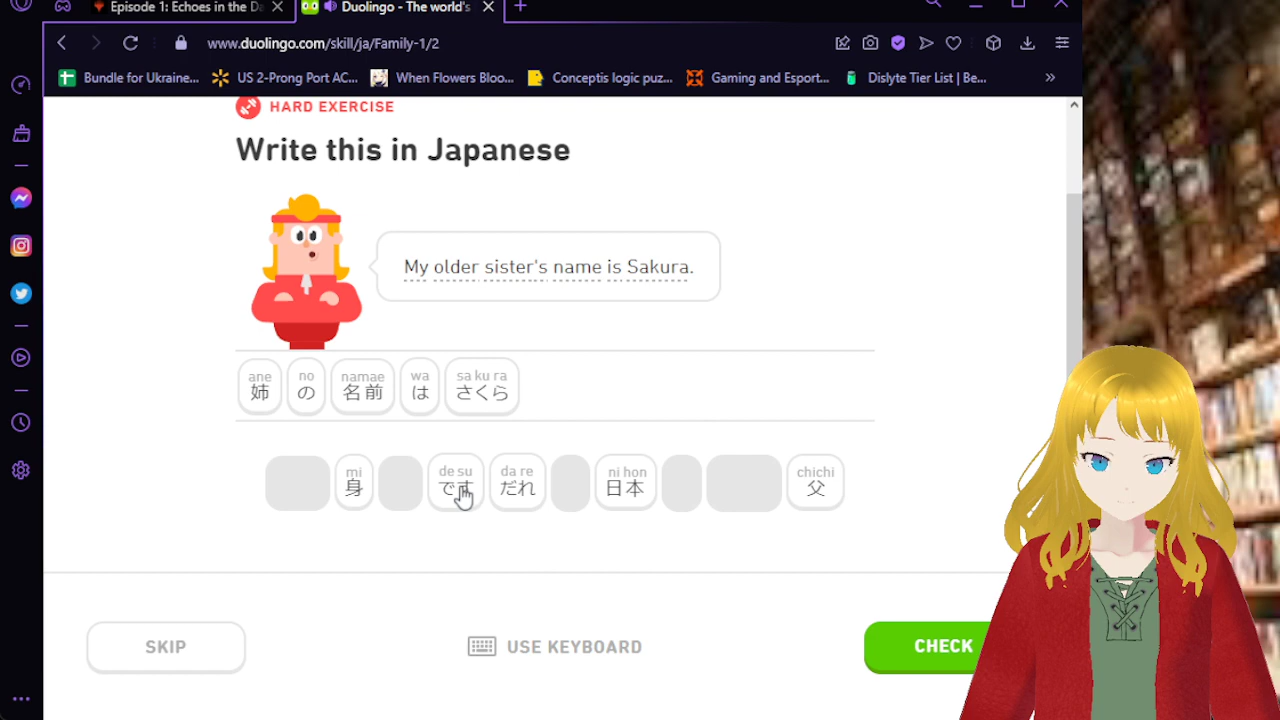 Episode 1: Echoes in the Da
Duolingo - The world's
www.duolingo.com/skill/ja/Family-1/2
Bundle for Ukraine...
US 2-Prong Port AC...
When Flowers Bloo...
Conceptis logic puz...
Gaming and Esport...
Dislyte Tier List | Be...
HARD EXERCISE
Write this in Japanese
My older sister's name is Sakura.
ane no namae wa sa ku ra
姉 の 名前 は さくら
mi de su da re ni hon chichi
身 です だれ 日本 父
SKIP
USE KEYBOARD
CHECK